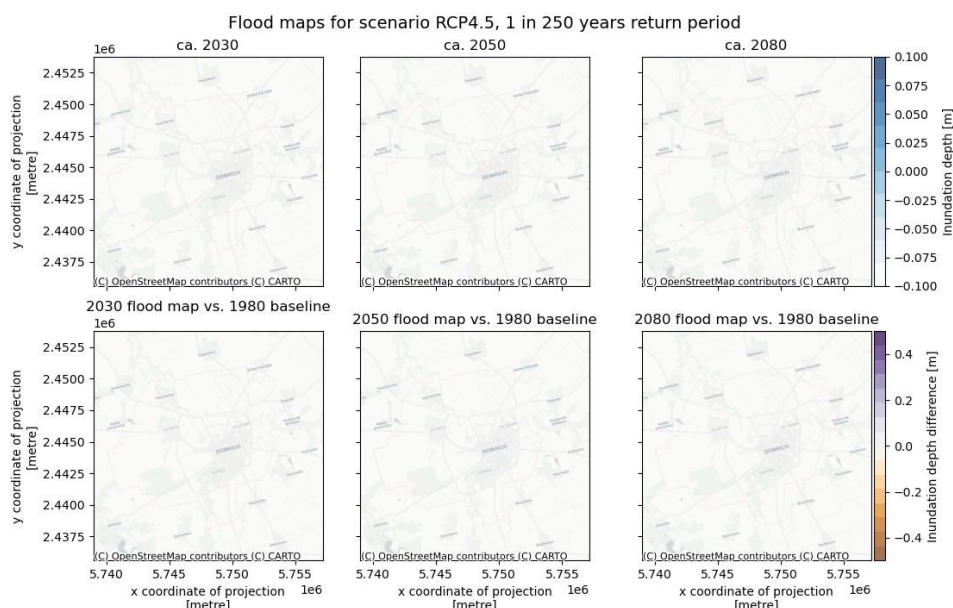 Flood maps for scenario RCP4.5, 1 in 250 years return period
ca. 2030
ca. 2050
ca. 2080
1e6
2.4525
2.4500
2.4475
2.4450
2.4425
2.4400
2.4375
y coordinate of projection
[metre]
DOBRICH
DOBRICH
DOBRICH
(C) OpenStreetMap contributors (C) CARTO
(C) OpenStreetMap contributors (C) CARTO
(C) OpenStreetMap contributors (C) CARTO
0.100
0.075
0.050
0.025
0.000
−0.025
−0.050
−0.075
−0.100
Inundation depth [m]
2030 flood map vs. 1980 baseline
2050 flood map vs. 1980 baseline
2080 flood map vs. 1980 baseline
1e6
2.4525
2.4500
2.4475
2.4450
2.4425
2.4400
2.4375
y coordinate of projection
[metre]
DOBRICH
DOBRICH
DOBRICH
(C) OpenStreetMap contributors (C) CARTO
(C) OpenStreetMap contributors (C) CARTO
(C) OpenStreetMap contributors (C) CARTO
0.4
0.2
0.0
−0.2
−0.4
Inundation depth difference [m]
5.740 5.745 5.750 5.755
x coordinate of projection
[metre]
1e6
5.740 5.745 5.750 5.755
x coordinate of projection
[metre]
1e6
5.740 5.745 5.750 5.755
x coordinate of projection
[metre]
1e6